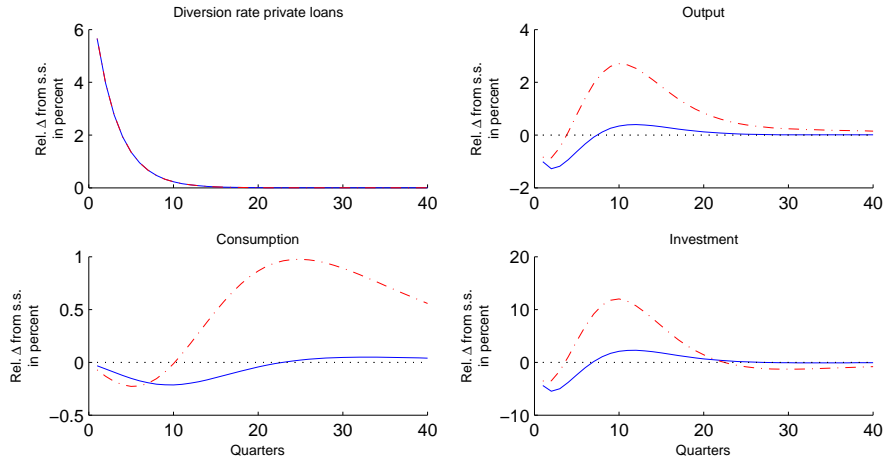 Diversion rate private loans
Rel. Δ from s.s.
in percent
6
4
2
0
0 10 20 30 40
Output
Rel. Δ from s.s.
in percent
4
2
0
−2
0 10 20 30 40
Consumption
Rel. Δ from s.s.
in percent
1
0.5
0
−0.5
0 10 20 30 40
Quarters
Investment
Rel. Δ from s.s.
in percent
20
10
0
−10
0 10 20 30 40
Quarters